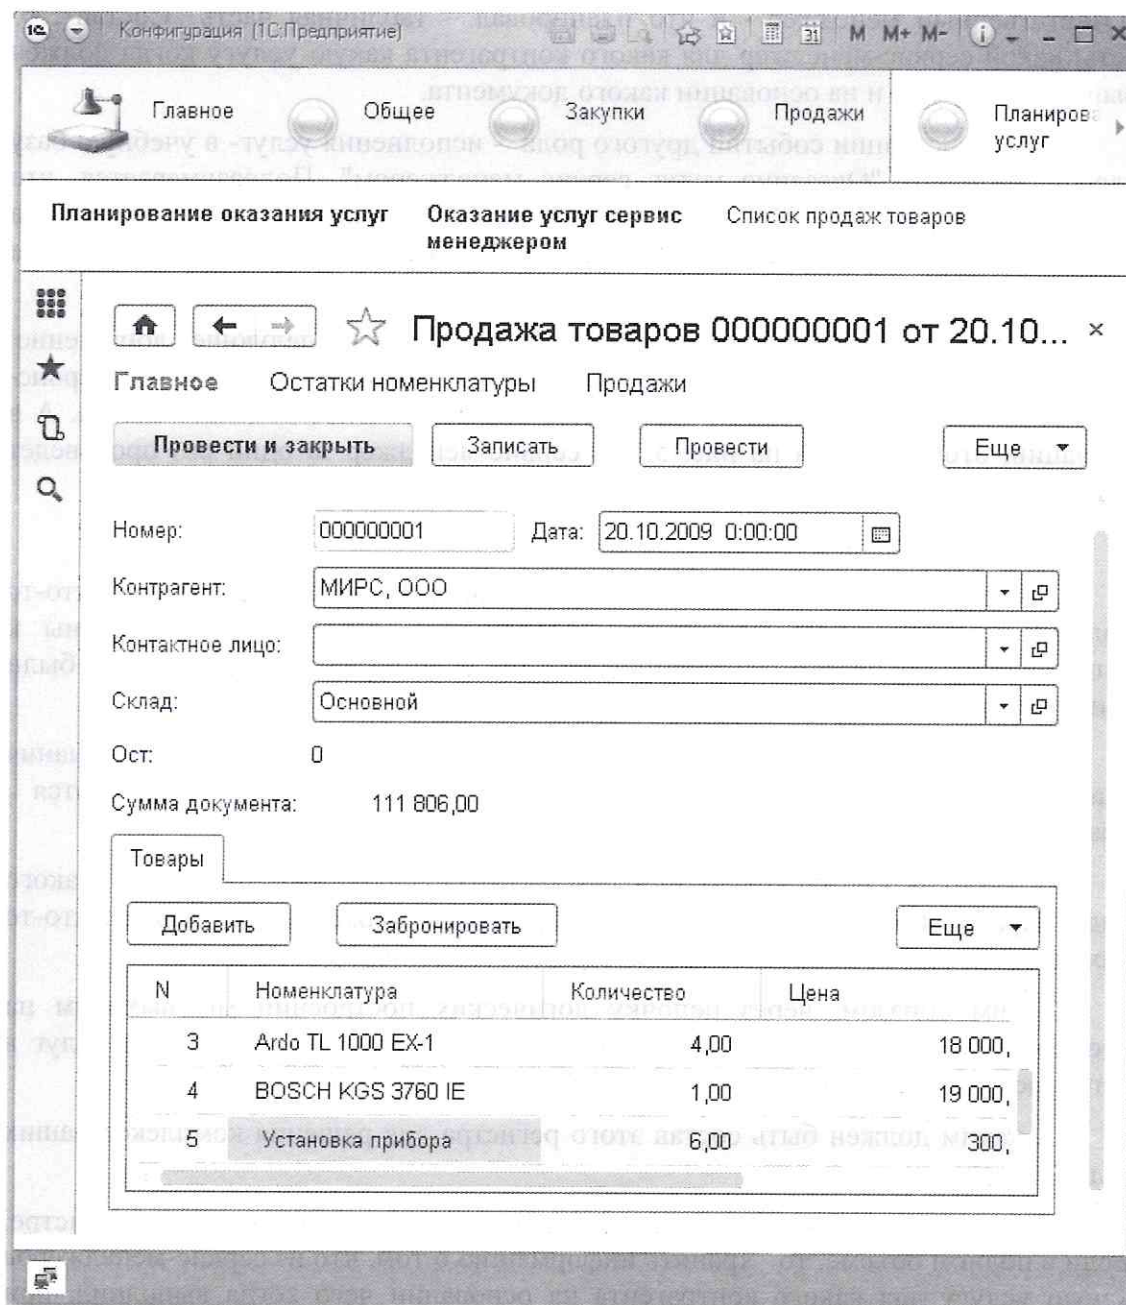 1С Конфигурация (1С:Предприятие) 31 M M+ M-
Главное Общее Закупки Продажи Планирова
услуг
Планирование оказания услуг Оказание услуг сервис Список продаж товаров
менеджером
Продажа товаров 000000001 от 20.10... ×
Главное Остатки номенклатуры Продажи
Провести и закрыть Записать Провести Еще
Номер: 000000001 Дата: 20.10.2009 0:00:00
Контрагент: МИРС, ООО
Контактное лицо:
Склад: Основной
Ост: 0
Сумма документа: 111 806,00
Товары
Добавить Забронировать Еще
N Номенклатура Количество Цена
3 Ardo TL 1000 EX-1 4,00 18 000,
4 BOSCH KGS 3760 IE 1,00 19 000,
5 Установка прибора 6,00 300,